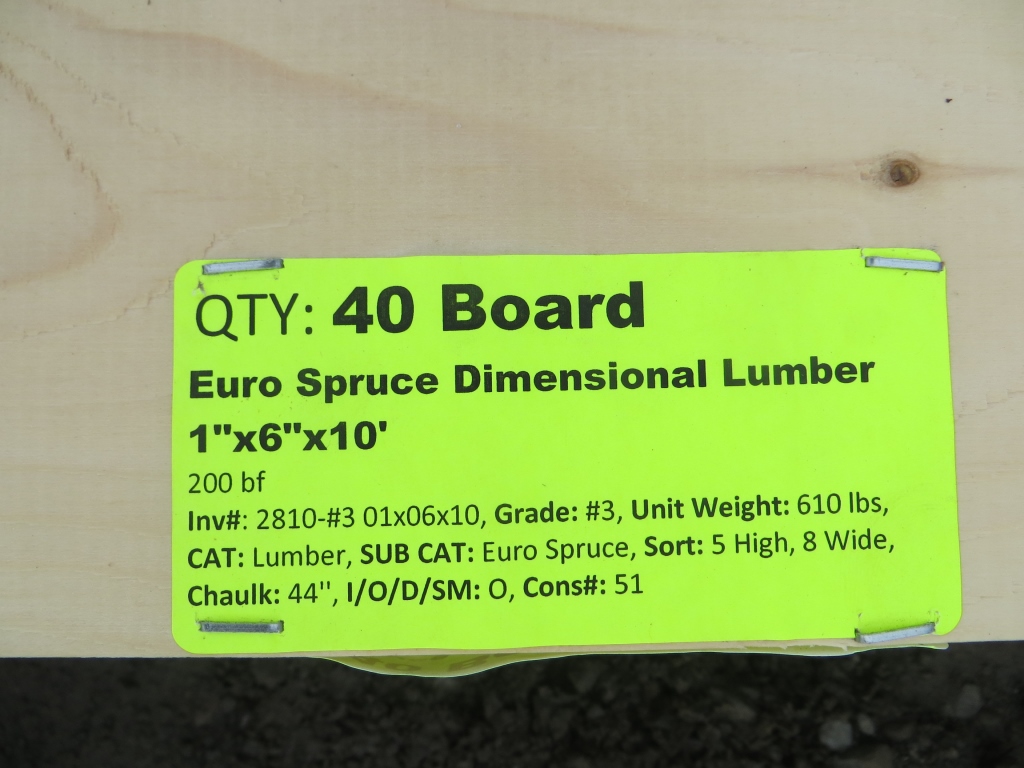 QTY: 40 Board
Euro Spruce Dimensional Lumber
1"x6"x10'
200 bf
Inv#: 2810-#3 01x06x10, Grade: #3, Unit Weight: 610 lbs,
CAT: Lumber, SUB CAT: Euro Spruce, Sort: 5 High, 8 Wide,
Chaulk: 44'', I/O/D/SM: O, Cons#: 51